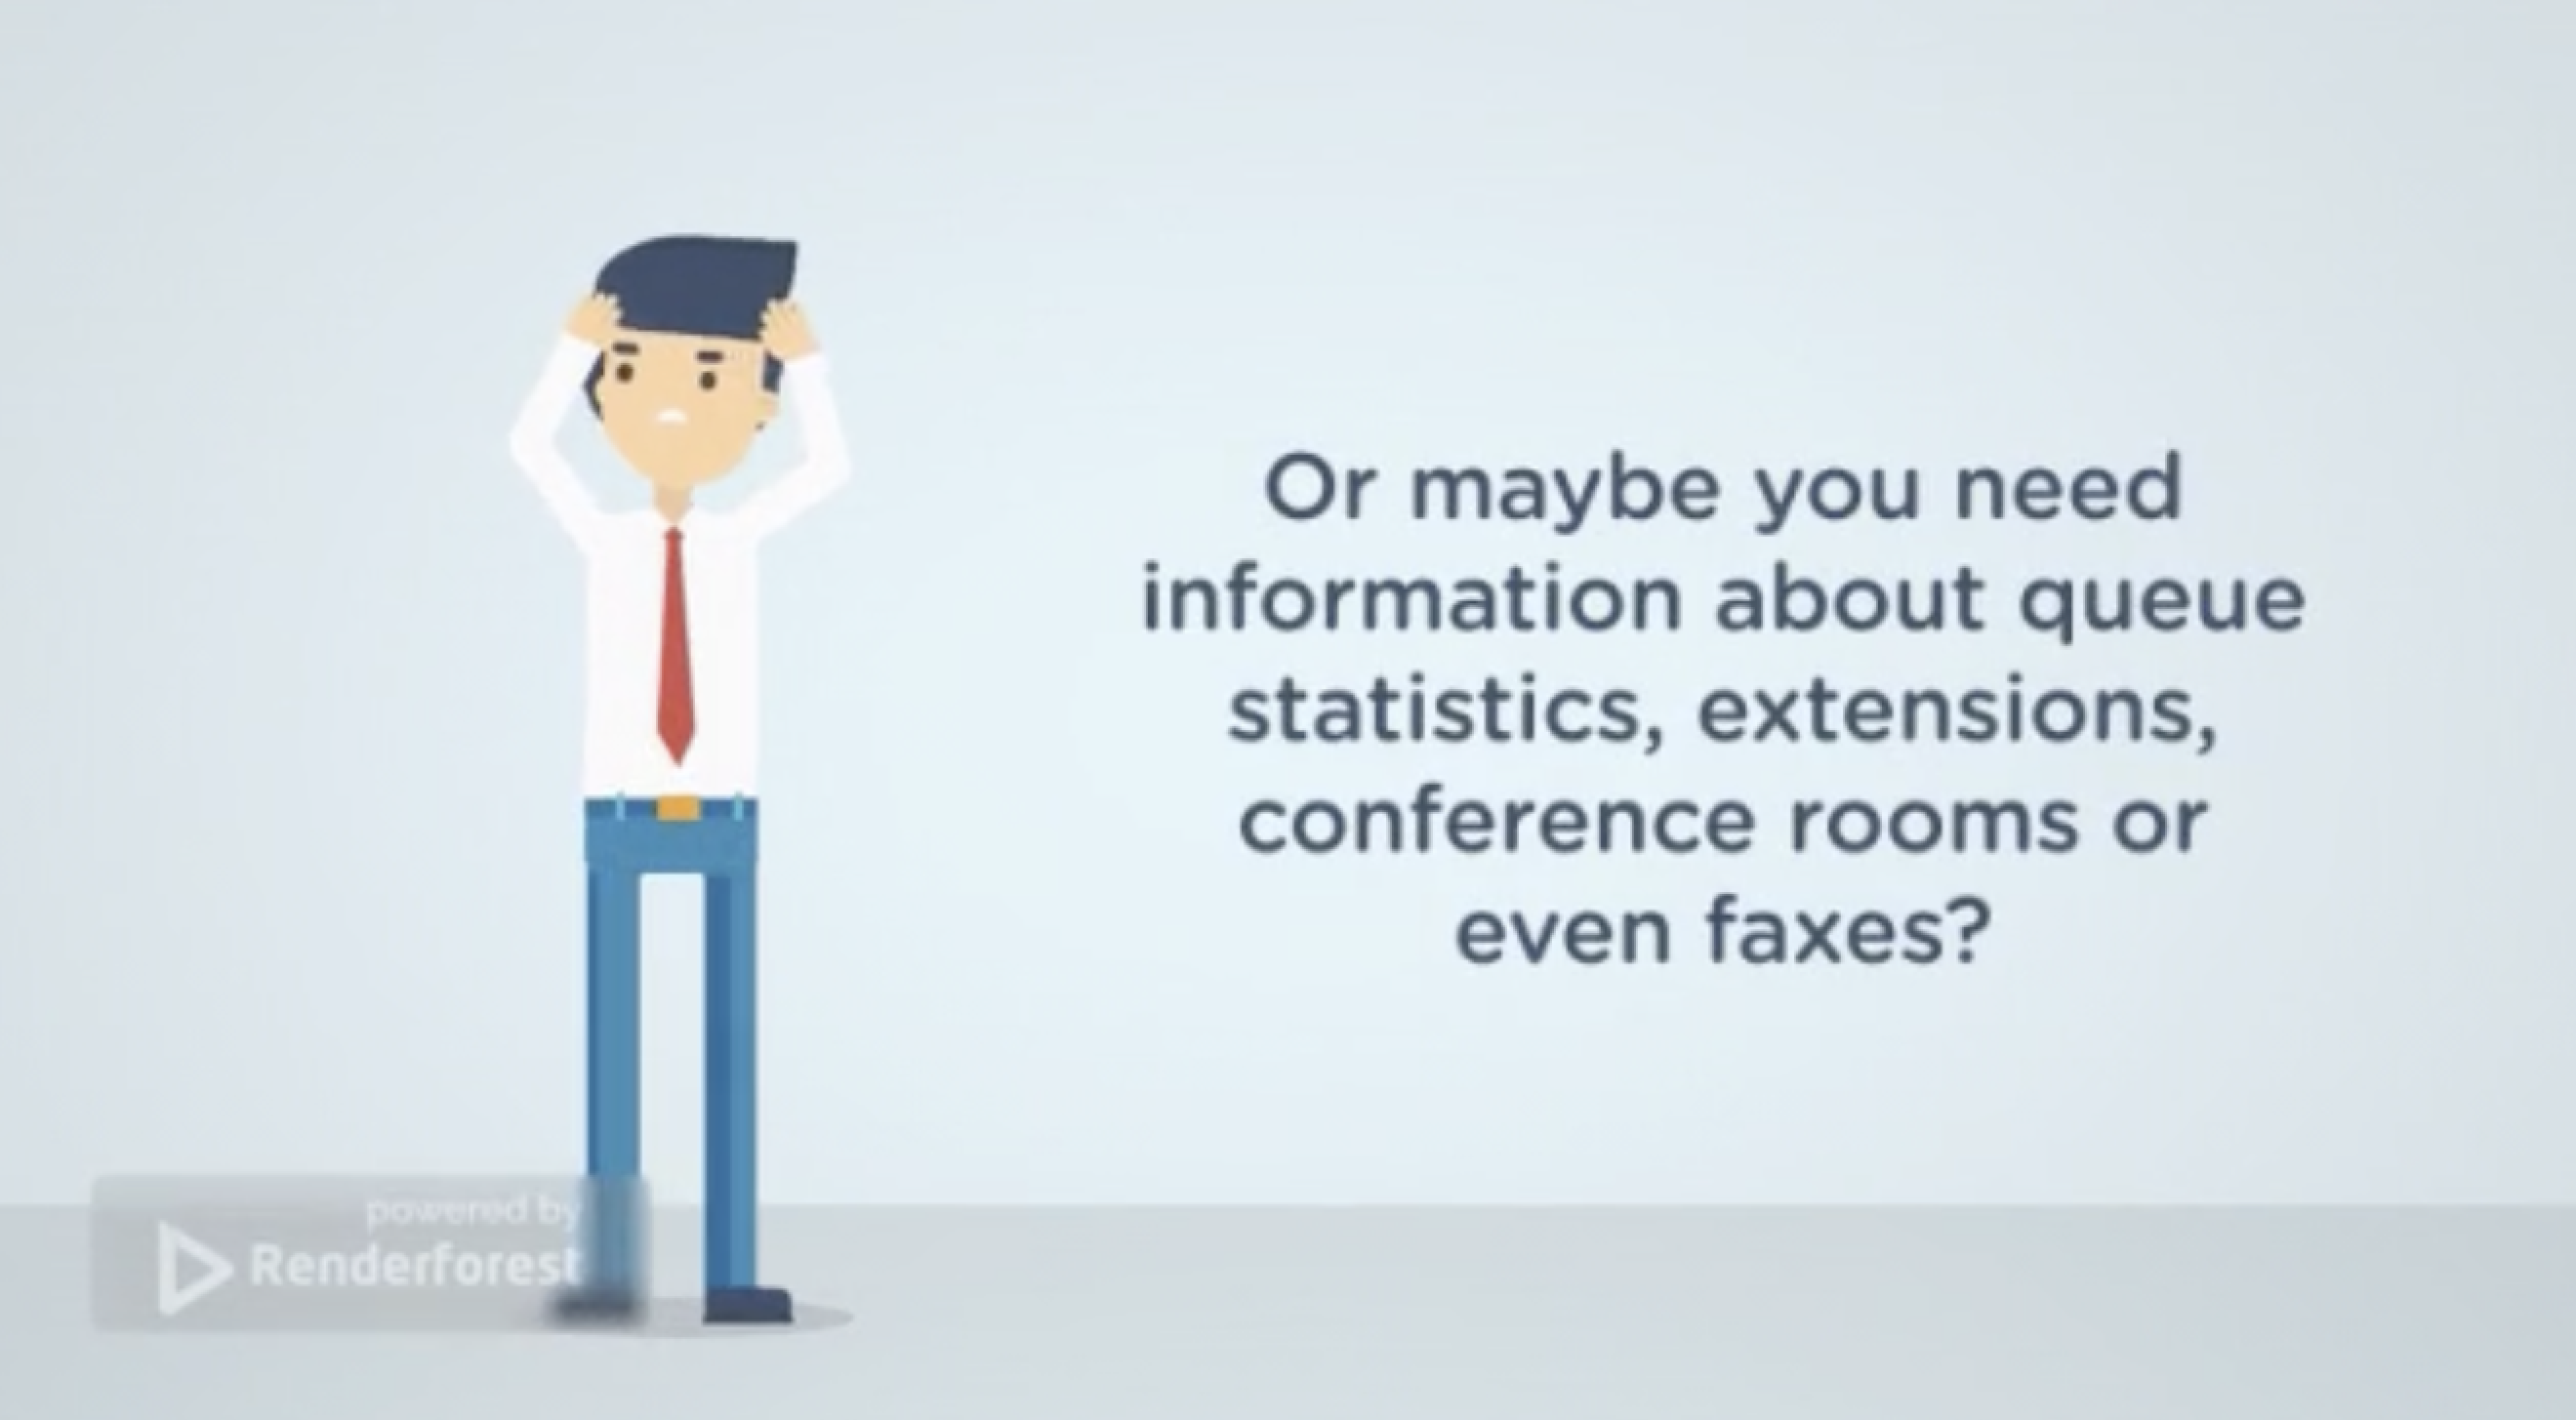 Or maybe you need
information about queue
statistics, extensions,
conference rooms or
even faxes?
powered by
Renderforest